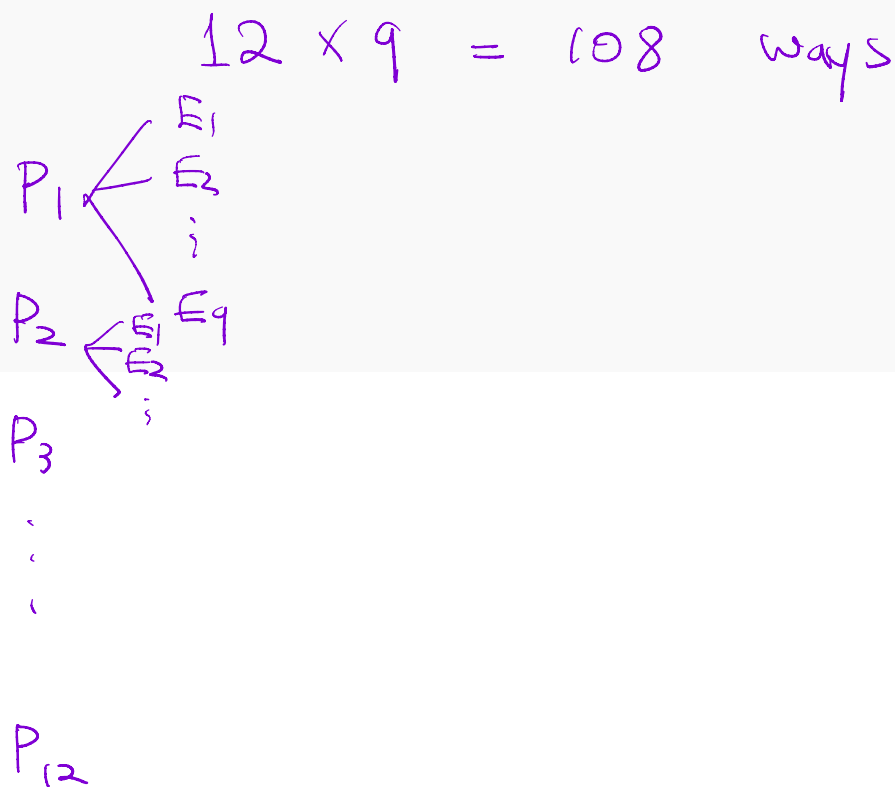 12 × 9 = 108 ways
E1
P1 E2
⋮
P2 E1 E9
E2
⋮
P3
⋮
P12